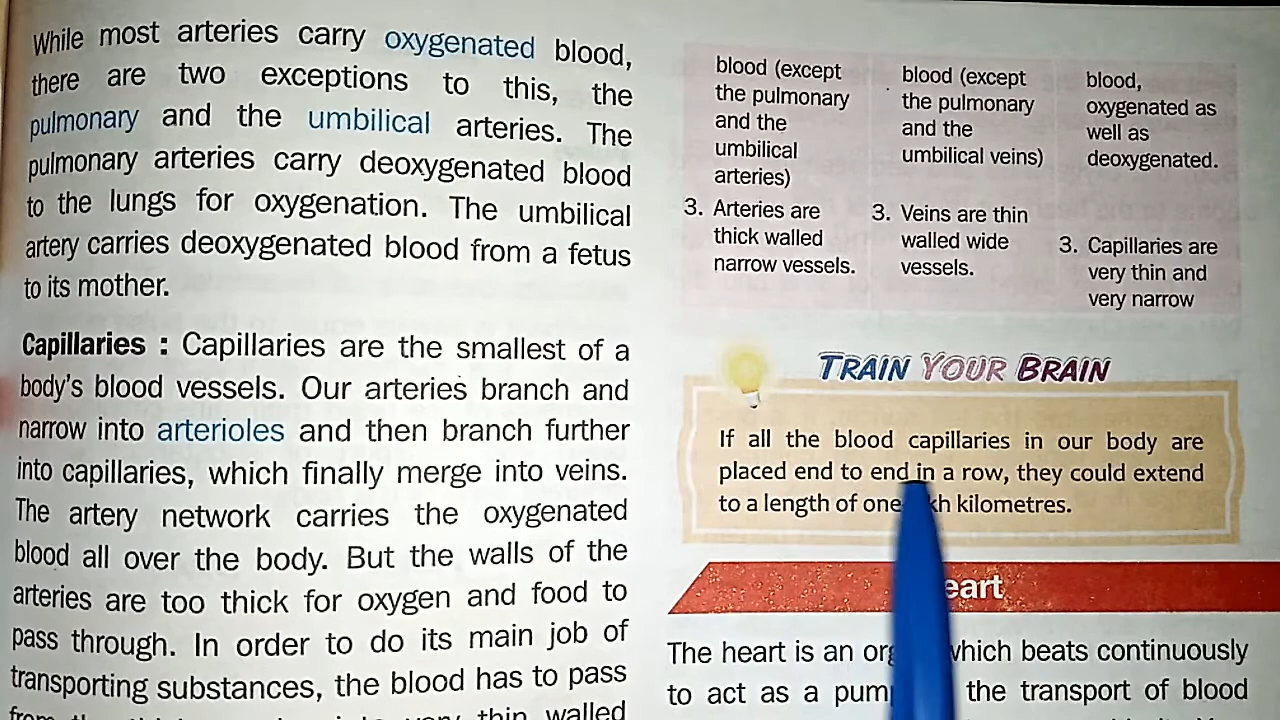 While most arteries carry oxygenated blood,
there are two exceptions to this, the
pulmonary and the umbilical arteries. The
pulmonary arteries carry deoxygenated blood
to the lungs for oxygenation. The umbilical
artery carries deoxygenated blood from a fetus
to its mother.
Capillaries : Capillaries are the smallest of a
body's blood vessels. Our arteries branch and
narrow into arterioles and then branch further
into capillaries, which finally merge into veins.
The artery network carries the oxygenated
blood all over the body. But the walls of the
arteries are too thick for oxygen and food to
pass through. In order to do its main job of
transporting substances, the blood has to pass
thin walled
blood (except
the pulmonary
and the
umbilical
arteries)
3. Arteries are
thick walled
narrow vessels.
blood (except
the pulmonary
and the
umbilical veins)
3. Veins are thin
walled wide
vessels.
blood,
oxygenated as
well as
deoxygenated.
3. Capillaries are
very thin and
very narrow
TRAIN YOUR BRAIN
If all the blood capillaries in our body are
placed end to end in a row, they could extend
to a length of one kilometres.
The heart is an which beats continuously
to act as a the transport of blood